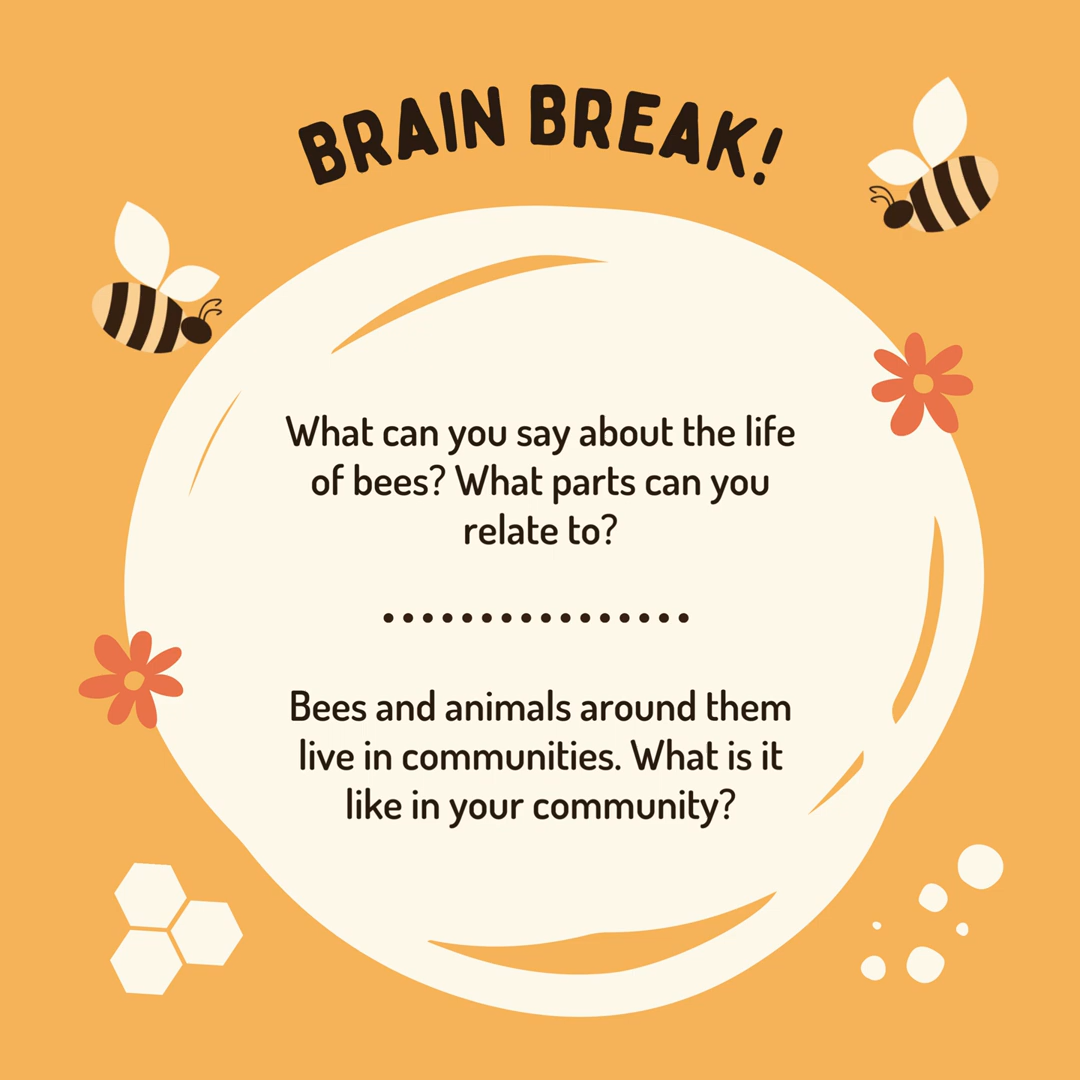 BRAIN BREAK!
What can you say about the life
of bees? What parts can you
relate to?
Bees and animals around them
live in communities. What is it
like in your community?